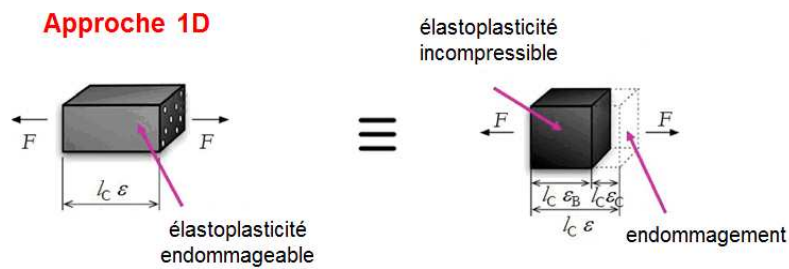 Approche 1D
élastoplasticité
incompressible
F F
l_C ε
≡
F F
l_C ε_B l_C ε_C
l_C ε
élastoplasticité
endommageable
endommagement